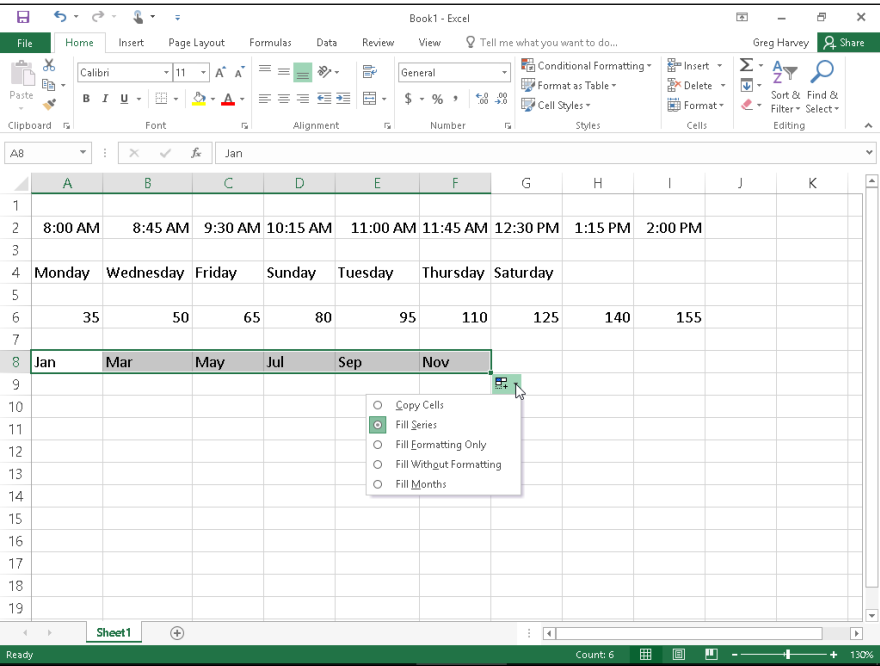 Book1 - Excel
File Home Insert Page Layout Formulas Data Review View Tell me what you want to do... Greg Harvey Share
Calibri 11 A A General Conditional Formatting Insert
Paste Format as Table Delete
B I U A $ % , .00 .0 Cell Styles Format Sort & Find &
Filter Select
Clipboard Font Alignment Number Styles Cells Editing
A8 fx Jan
A B C D E F G H I J K
1
2 8:00 AM 8:45 AM 9:30 AM 10:15 AM 11:00 AM 11:45 AM 12:30 PM 1:15 PM 2:00 PM
3
4 Monday Wednesday Friday Sunday Tuesday Thursday Saturday
5
6 35 50 65 80 95 110 125 140 155
7
8 Jan Mar May Jul Sep Nov
9
10 Copy Cells
11 Fill Series
12 Fill Formatting Only
13 Fill Without Formatting
14 Fill Months
15
16
17
18
19
Sheet1
Ready Count: 6 130%